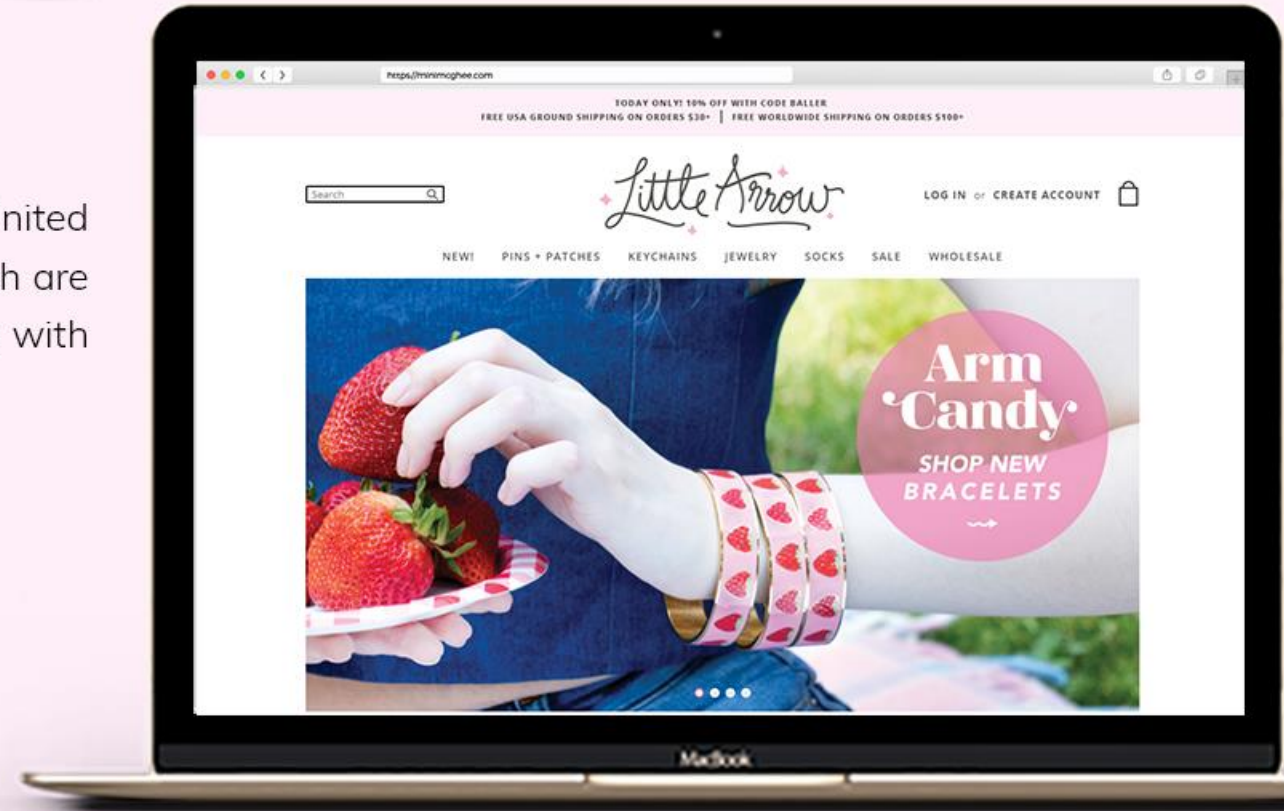 nited
h are
with
https://minimcghee.com
TODAY ONLY! 10% OFF WITH CODE BALLER
FREE USA GROUND SHIPPING ON ORDERS $30+ | FREE WORLDWIDE SHIPPING ON ORDERS $100+
Search
Little Arrow
LOG IN or CREATE ACCOUNT
NEW! PINS + PATCHES KEYCHAINS JEWELRY SOCKS SALE WHOLESALE
Arm
Candy
SHOP NEW
BRACELETS
MacBook